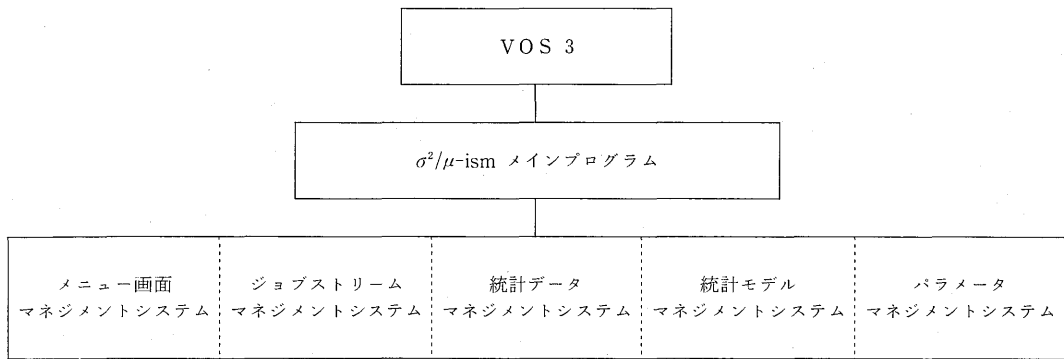 VOS 3
σ²/μ-ism メインプログラム
メニュー画面
マネジメントシステム
ジョブストリーム
マネジメントシステム
統計データ
マネジメントシステム
統計モデル
マネジメントシステム
パラメータ
マネジメントシステム